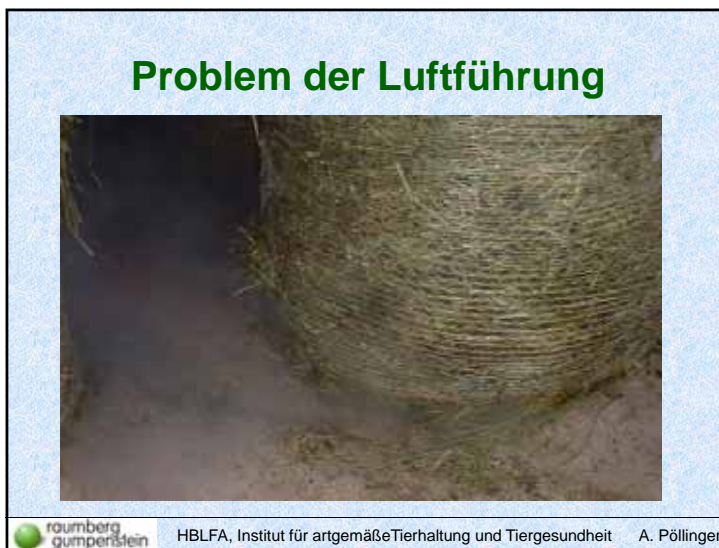 Problem der Luftführung
raumberg
gumpenstein
HBLFA, Institut für artgemäßeTierhaltung und Tiergesundheit A. Pöllinger